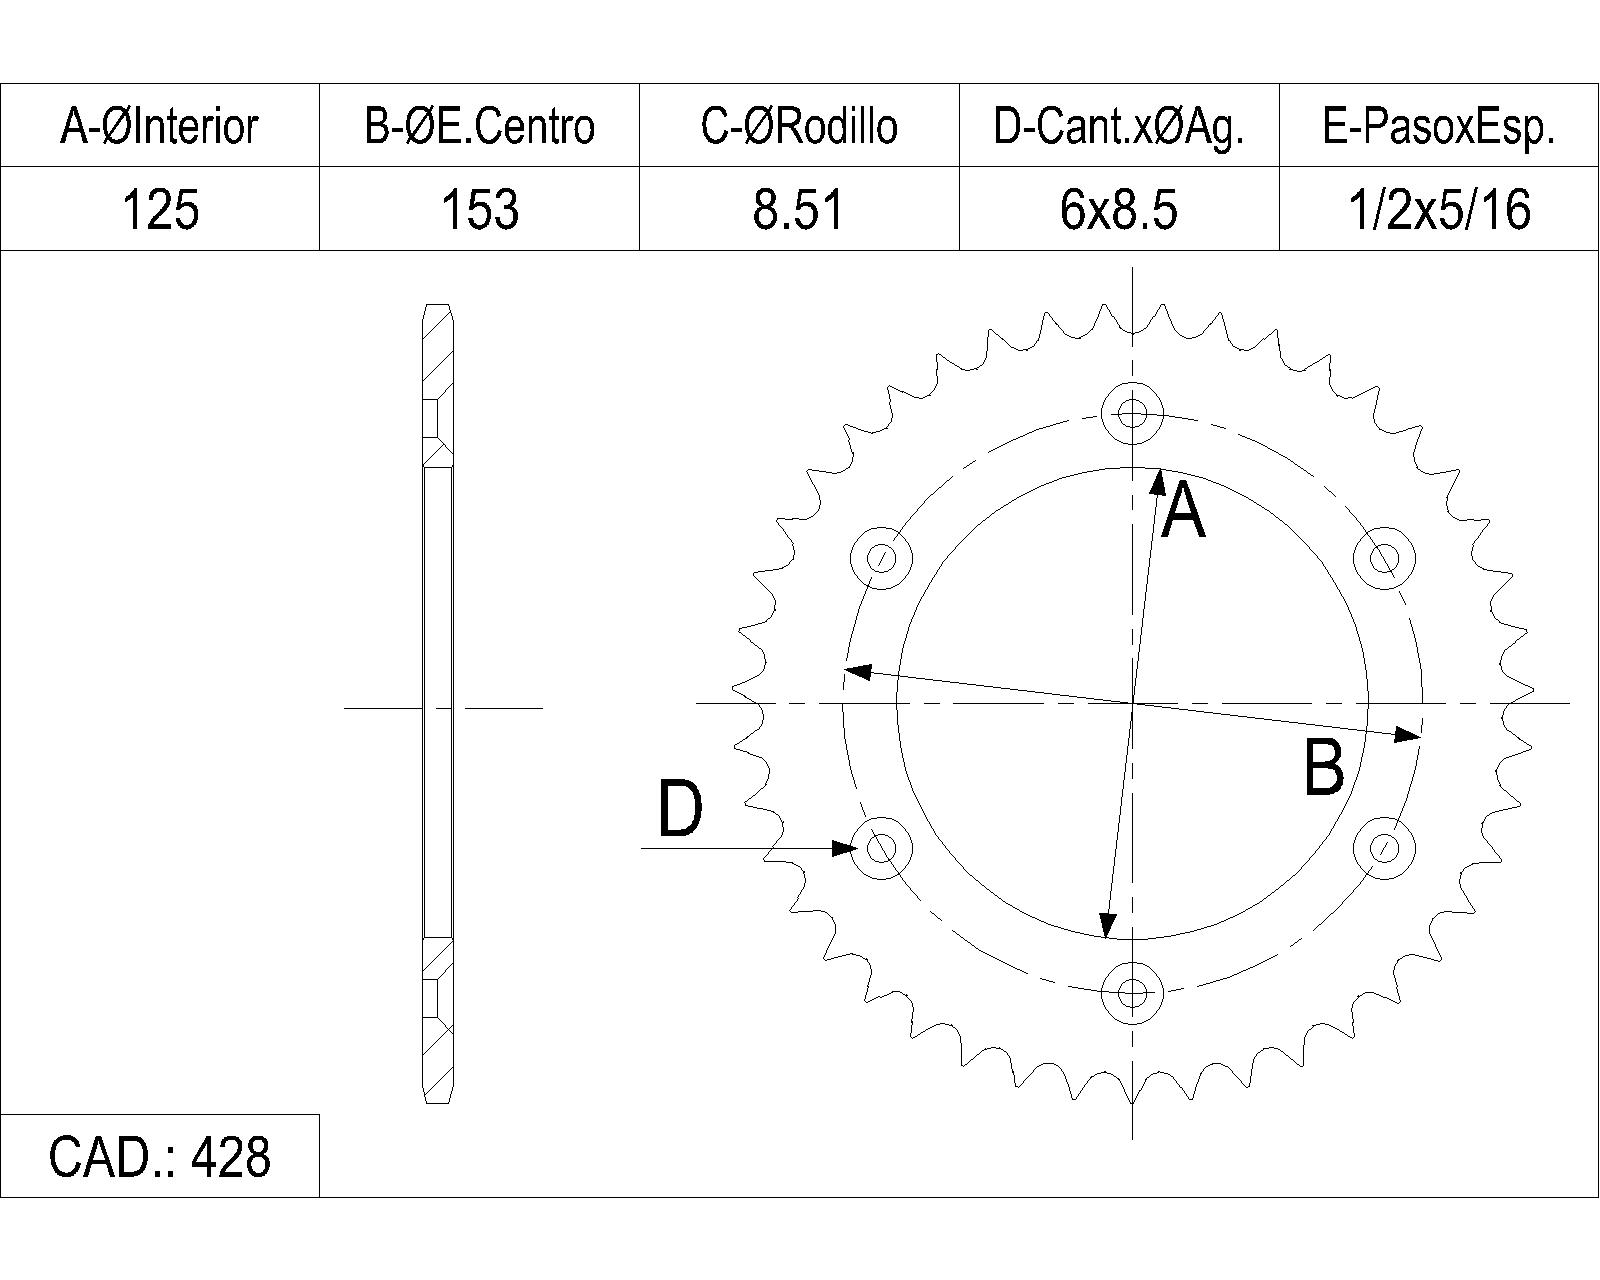 A-ØInterior B-ØE.Centro C-ØRodillo D-Cant.xØAg. E-PasoxEsp.
125 153 8.51 6x8.5 1/2x5/16
A
B
D
CAD.: 428